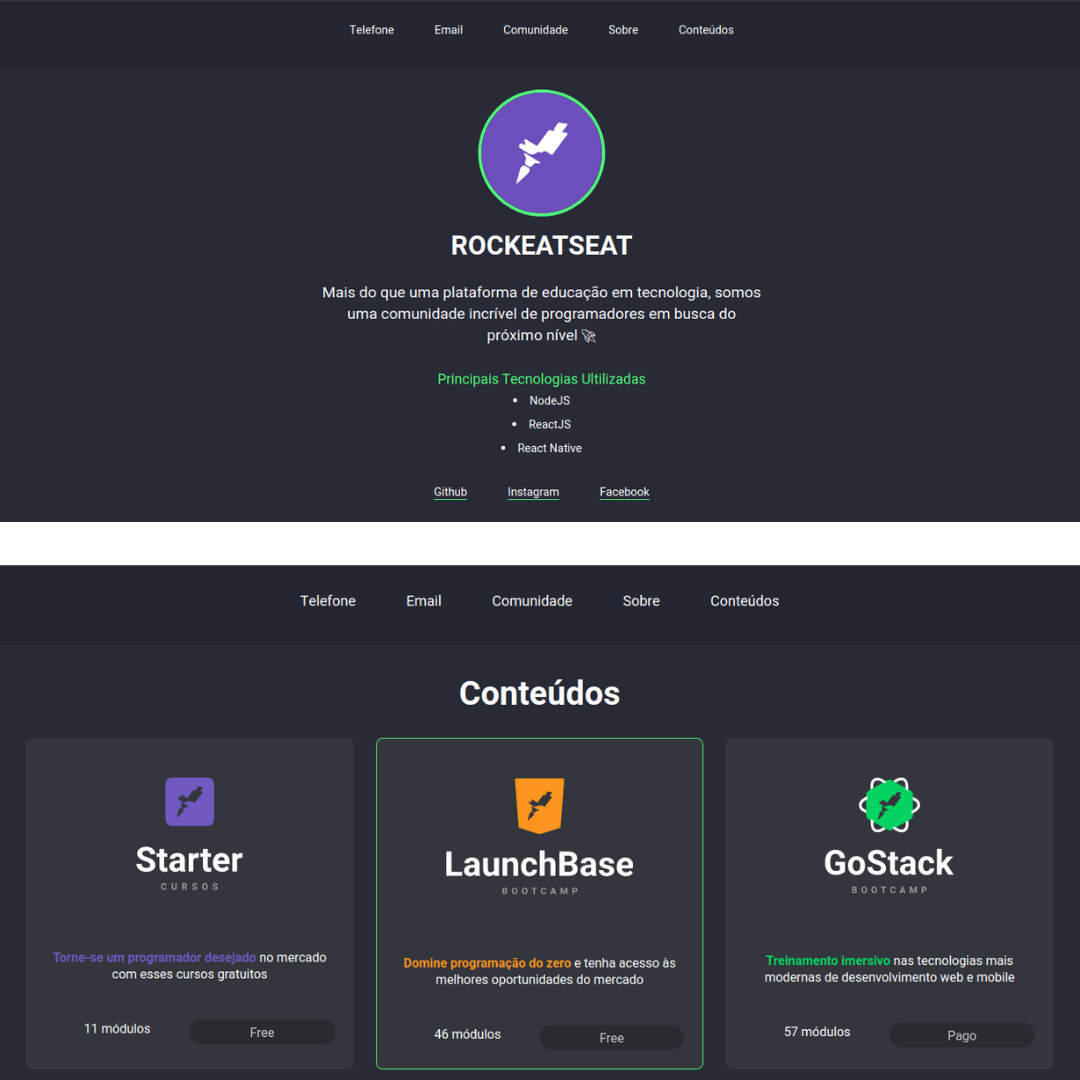 Telefone Email Comunidade Sobre Conteúdos
ROCKEATSEAT
Mais do que uma plataforma de educação em tecnologia, somos
uma comunidade incrível de programadores em busca do
próximo nível 🚀
Principais Tecnologias Ultilizadas
• NodeJS
• ReactJS
• React Native
Github Instagram Facebook
Telefone Email Comunidade Sobre Conteúdos
Conteúdos
Starter
CURSOS
Torne-se um programador desejado no mercado
com esses cursos gratuitos
11 módulos Free
LaunchBase
BOOTCAMP
Domine programação do zero e tenha acesso às
melhores oportunidades do mercado
46 módulos Free
GoStack
BOOTCAMP
Treinamento imersivo nas tecnologias mais
modernas de desenvolvimento web e mobile
57 módulos Pago